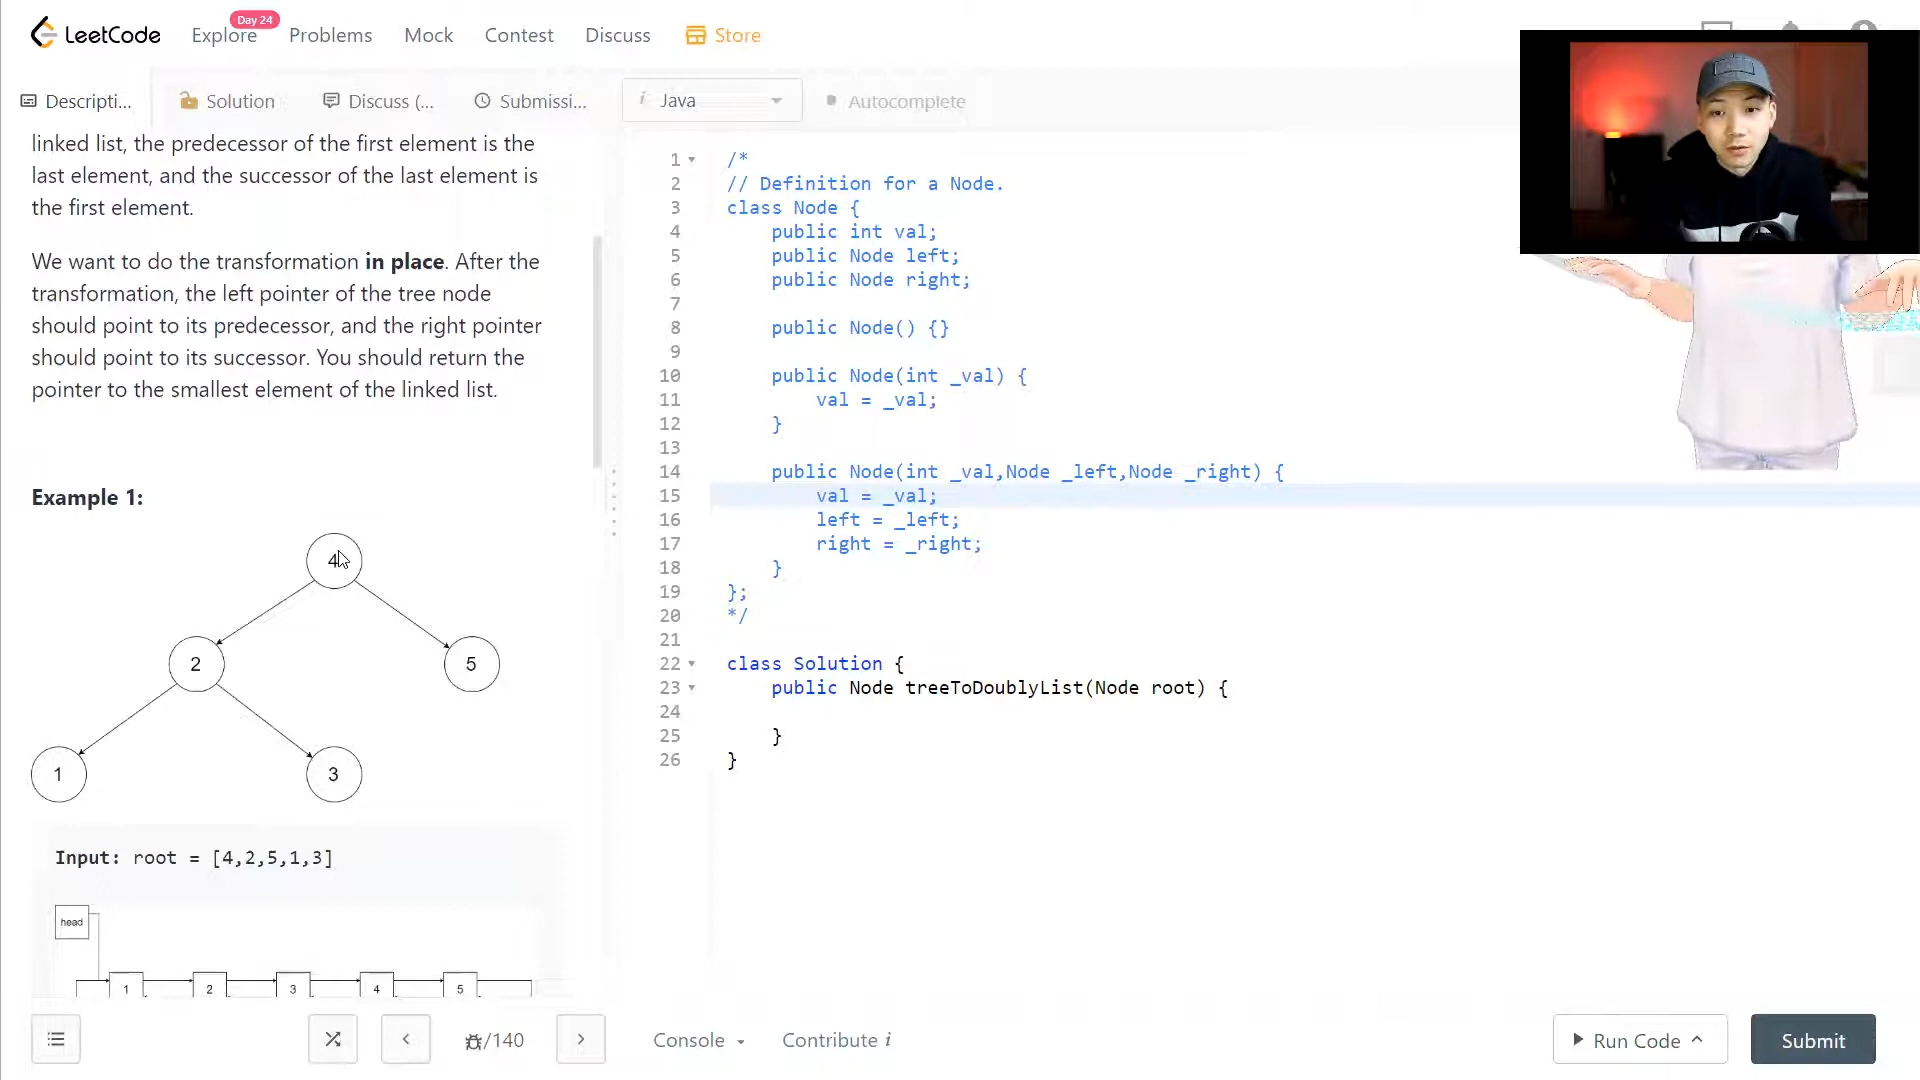 LeetCode
Explore
Day 24
Problems
Mock
Contest
Discuss
Store
Descripti...
Solution
Discuss (...
Submissi...
i Java
Autocomplete
linked list, the predecessor of the first element is the
last element, and the successor of the last element is
the first element.
We want to do the transformation in place. After the
transformation, the left pointer of the tree node
should point to its predecessor, and the right pointer
should point to its successor. You should return the
pointer to the smallest element of the linked list.
Example 1:
4
2
5
1
3
Input: root = [4,2,5,1,3]
head
1
2
3
4
5
1 /*
2 // Definition for a Node.
3 class Node {
4 public int val;
5 public Node left;
6 public Node right;
7
8 public Node() {}
9
10 public Node(int _val) {
11 val = _val;
12 }
13
14 public Node(int _val,Node _left,Node _right) {
15 val = _val;
16 left = _left;
17 right = _right;
18 }
19 };
20 */
21
22 class Solution {
23 public Node treeToDoublyList(Node root) {
24
25 }
26 }
/140
Console
Contribute i
Run Code
Submit